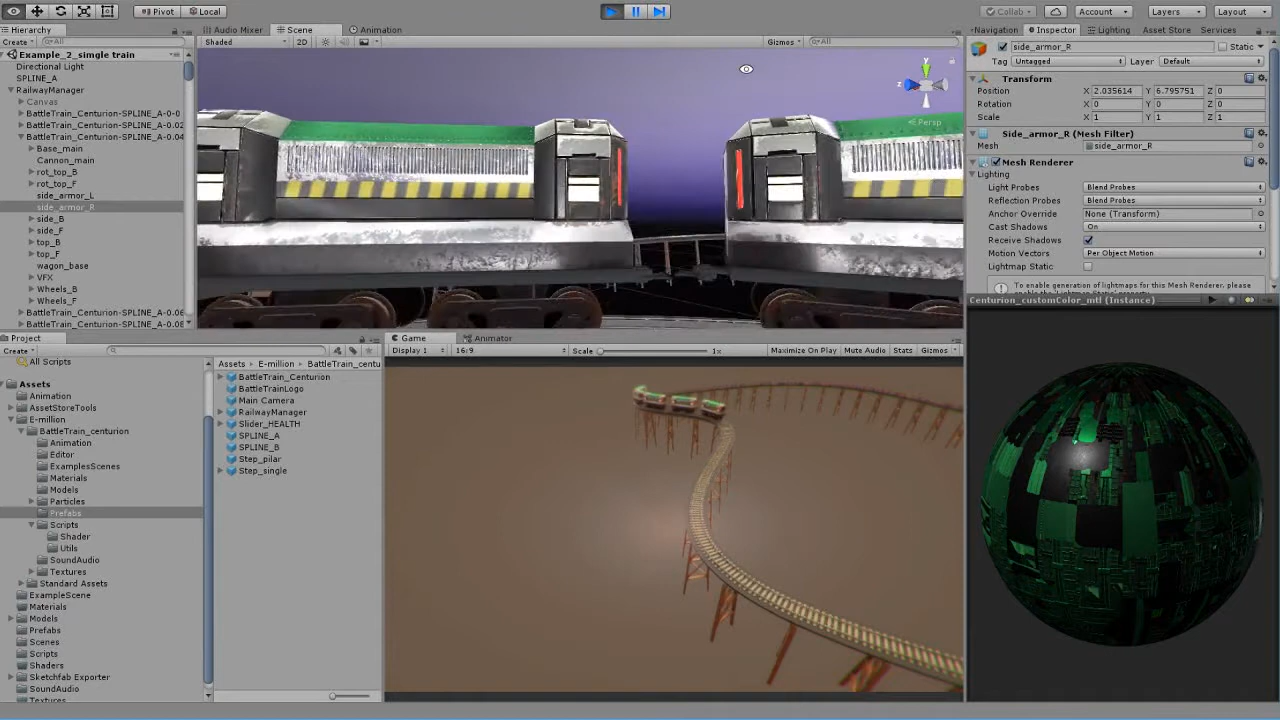 Pivot Local Collab Account Layers Layout
Hierarchy Audio Mixer Scene Animation Navigation Inspector Lighting Asset Store Services
Create All Shaded 2D Gizmos All side_armor_R Static
Example_2_simgle train
Tag Untagged Layer Default
Directional Light
SPLINE_A
Transform
RailwayManager
Position X 2.035614 Y 6.795751 Z 0
Canvas
Rotation X 0 Y 0 Z 0
BattleTrain_Centurion-SPLINE_A-0-0
Scale X 1 Y 1 Z 1
BattleTrain_Centurion-SPLINE_A-0.02
y
z
Persp
Side_armor_R (Mesh Filter)
BattleTrain_Centurion-SPLINE_A-0.04
Mesh side_armor_R
Base_main
Cannon_main
Mesh Renderer
rot_top_B
Lighting
rot_top_F
Light Probes Blend Probes
side_armor_L
Reflection Probes Blend Probes
side_armor_R
Anchor Override None (Transform)
side_B
Cast Shadows On
side_F
Receive Shadows
top_B
Motion Vectors Per Object Motion
top_F
Lightmap Static
wagon_base
VFX
To enable generation of lightmaps for this Mesh Renderer, please
Wheels_B
Wheels_F
Centurion_customColor_mtl (Instance)
BattleTrain_Centurion-SPLINE_A-0.06
BattleTrain_Centurion-SPLINE_A-0.08
Project Game Animator
Create Display 1 16:9 Scale 1x Maximize On Play Mute Audio Stats Gizmos
All Scripts
Assets E-million BattleTrain_centu
Assets
Animation
AssetStoreTools
E-million
BattleTrain_centurion
Animation
Editor
ExamplesScenes
Materials
Models
Particles
Prefabs
Scripts
Shader
Utils
SoundAudio
Textures
Standard Assets
ExampleScene
Materials
Models
Prefabs
Scenes
Scripts
Shaders
Sketchfab Exporter
SoundAudio
Textures
BattleTrain_Centurion
BattleTrainLogo
Main Camera
RailwayManager
Slider_HEALTH
SPLINE_A
SPLINE_B
Step_pilar
Step_single